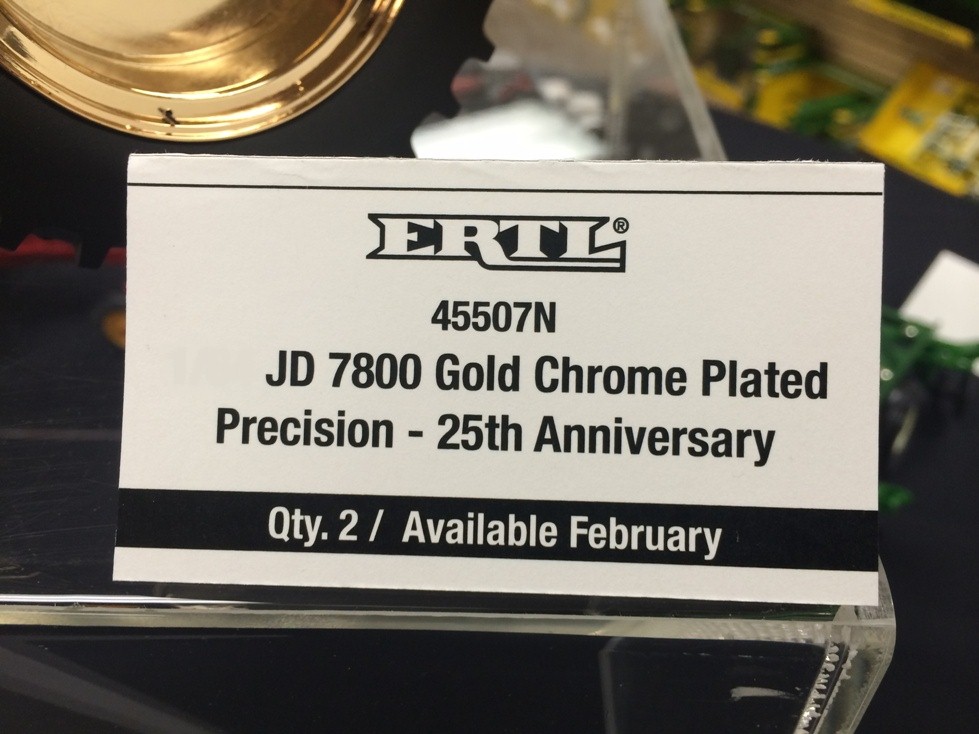 ERTL®
45507N
JD 7800 Gold Chrome Plated
Precision - 25th Anniversary
Qty. 2 / Available February